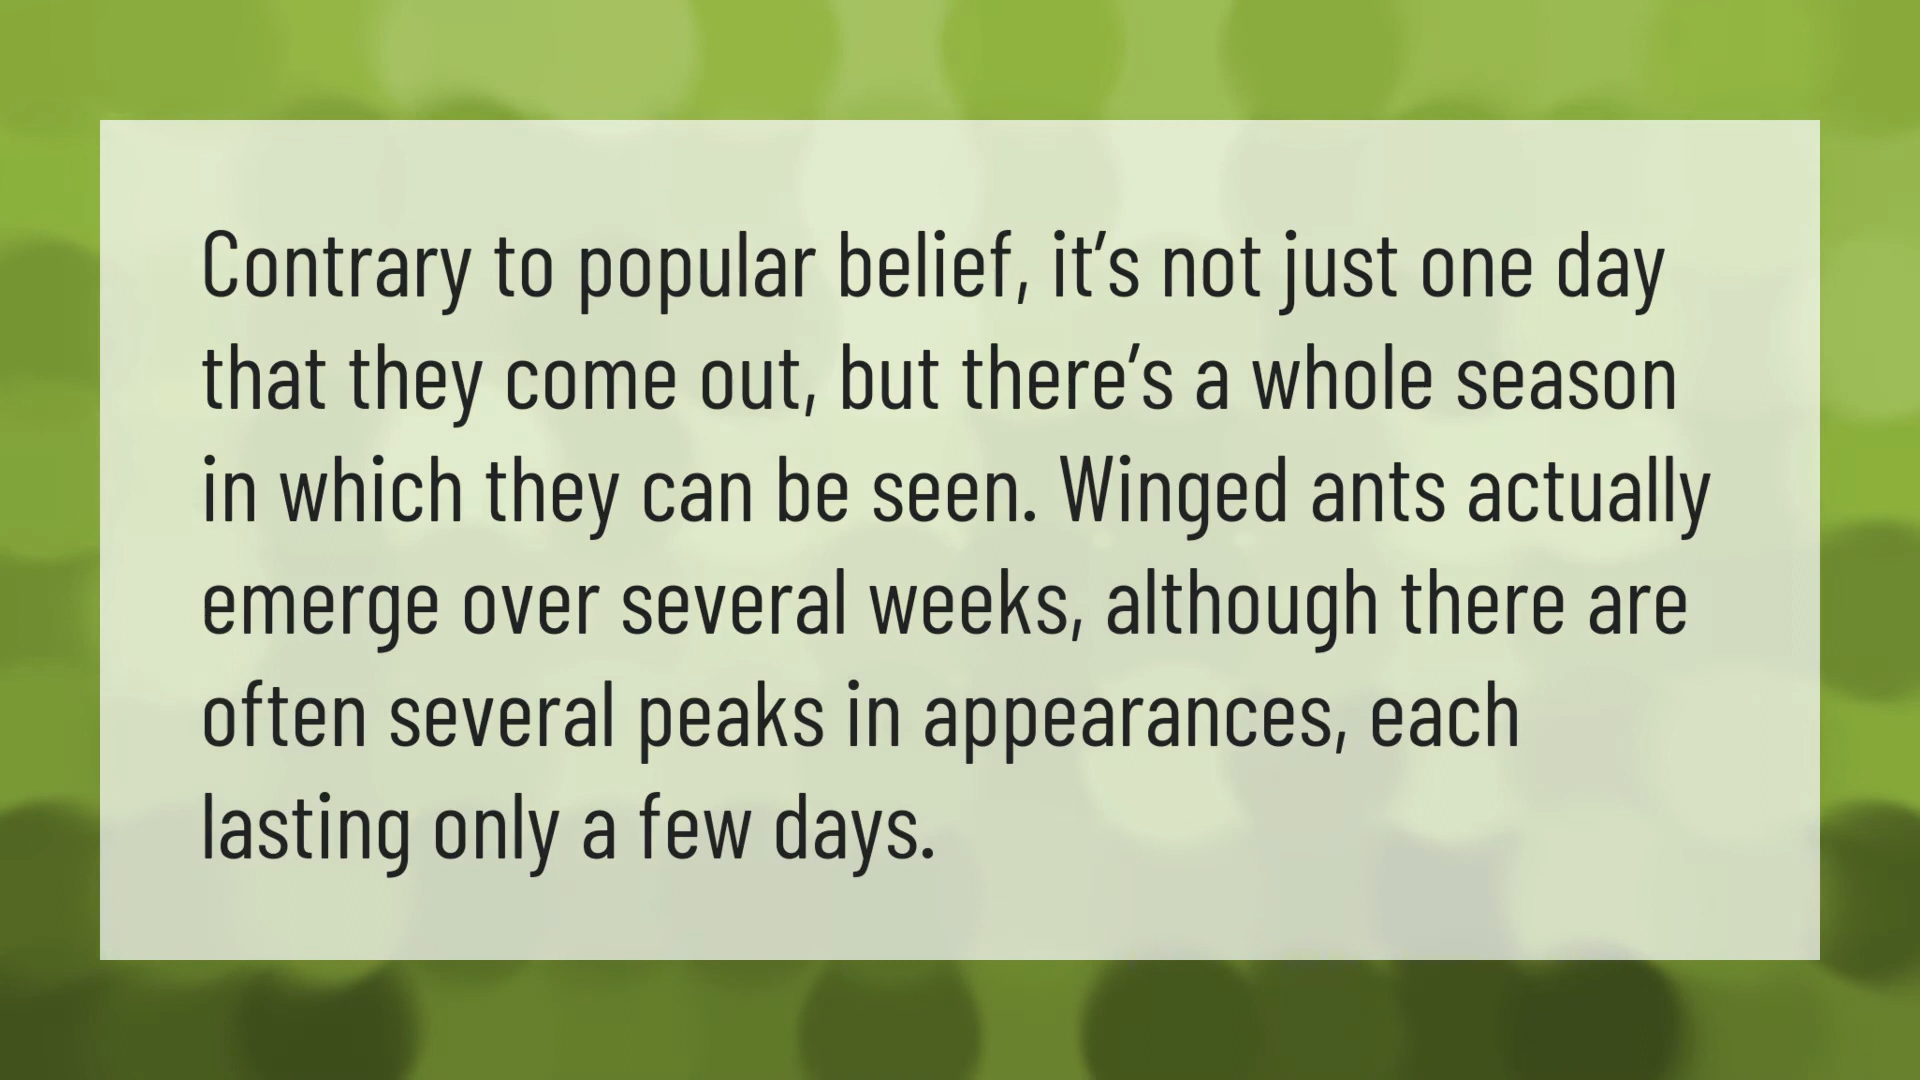 Contrary to popular belief, it’s not just one day
that they come out, but there’s a whole season
in which they can be seen. Winged ants actually
emerge over several weeks, although there are
often several peaks in appearances, each
lasting only a few days.